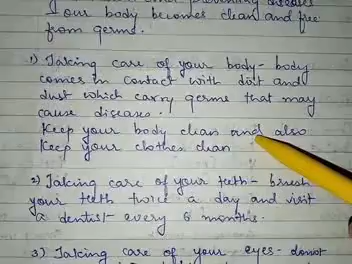 our body becomes clean and free
from germs.
1) Taking care of your body - body
comes in contact with dirt and
dust which carry germs that may
cause diseases.
Keep your body clean and also
Keep your clothes clean
2) Taking care of your teeth - brush
your teeth twice a day and visit
a dentist every 6 months.
3) Taking care of your eyes - donot